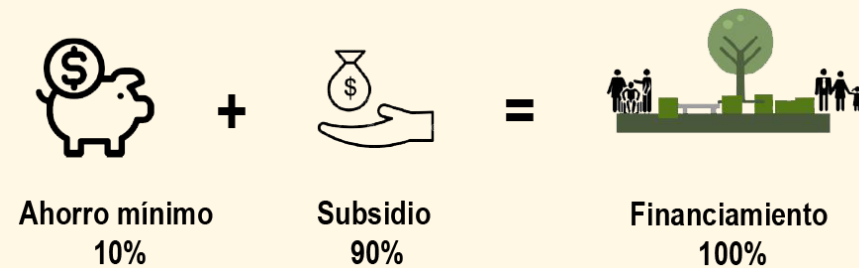 $
+
$
=
Ahorro mínimo
10%
Subsidio
90%
Financiamiento
100%